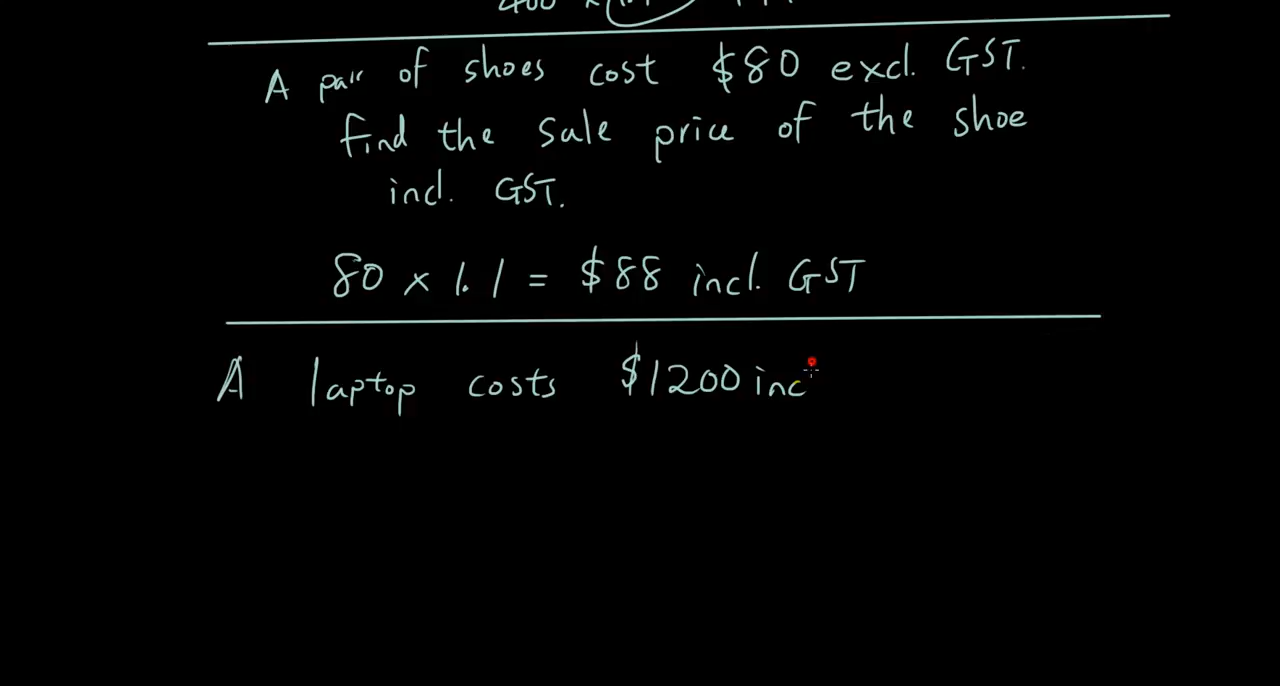 A pair of shoes cost $80 excl. GST.
find the sale price of the shoe
incl. GST.
80 x 1.1 = $88 incl. GST
A laptop costs $1200 inc